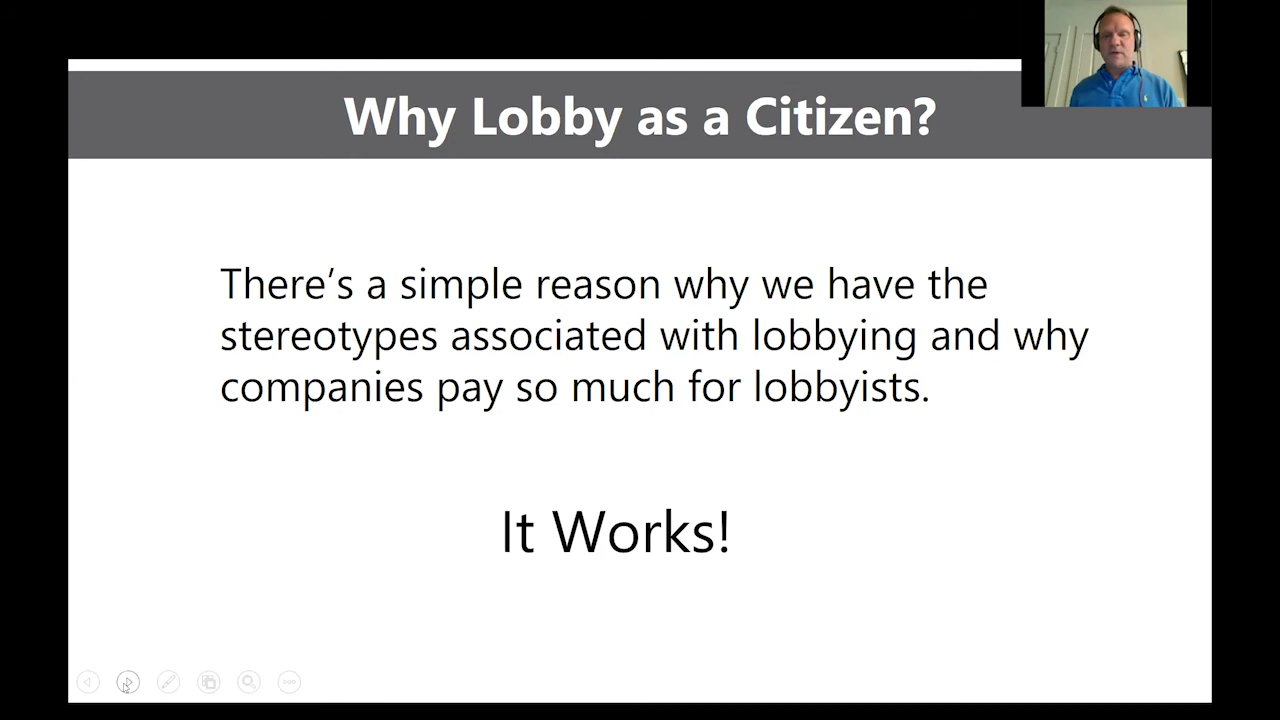 Why Lobby as a Citizen?
There’s a simple reason why we have the
stereotypes associated with lobbying and why
companies pay so much for lobbyists.
It Works!